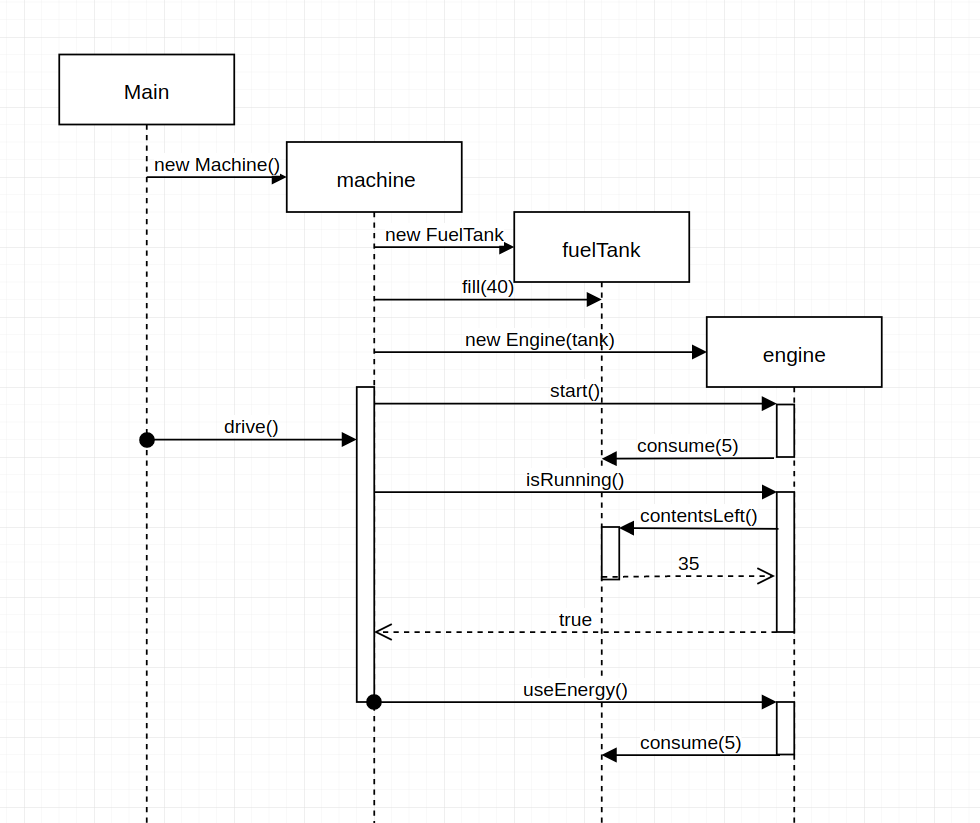 Main
new Machine()
machine
new FuelTank
fuelTank
fill(40)
new Engine(tank)
engine
start()
drive()
consume(5)
isRunning()
contentsLeft()
35
true
useEnergy()
consume(5)